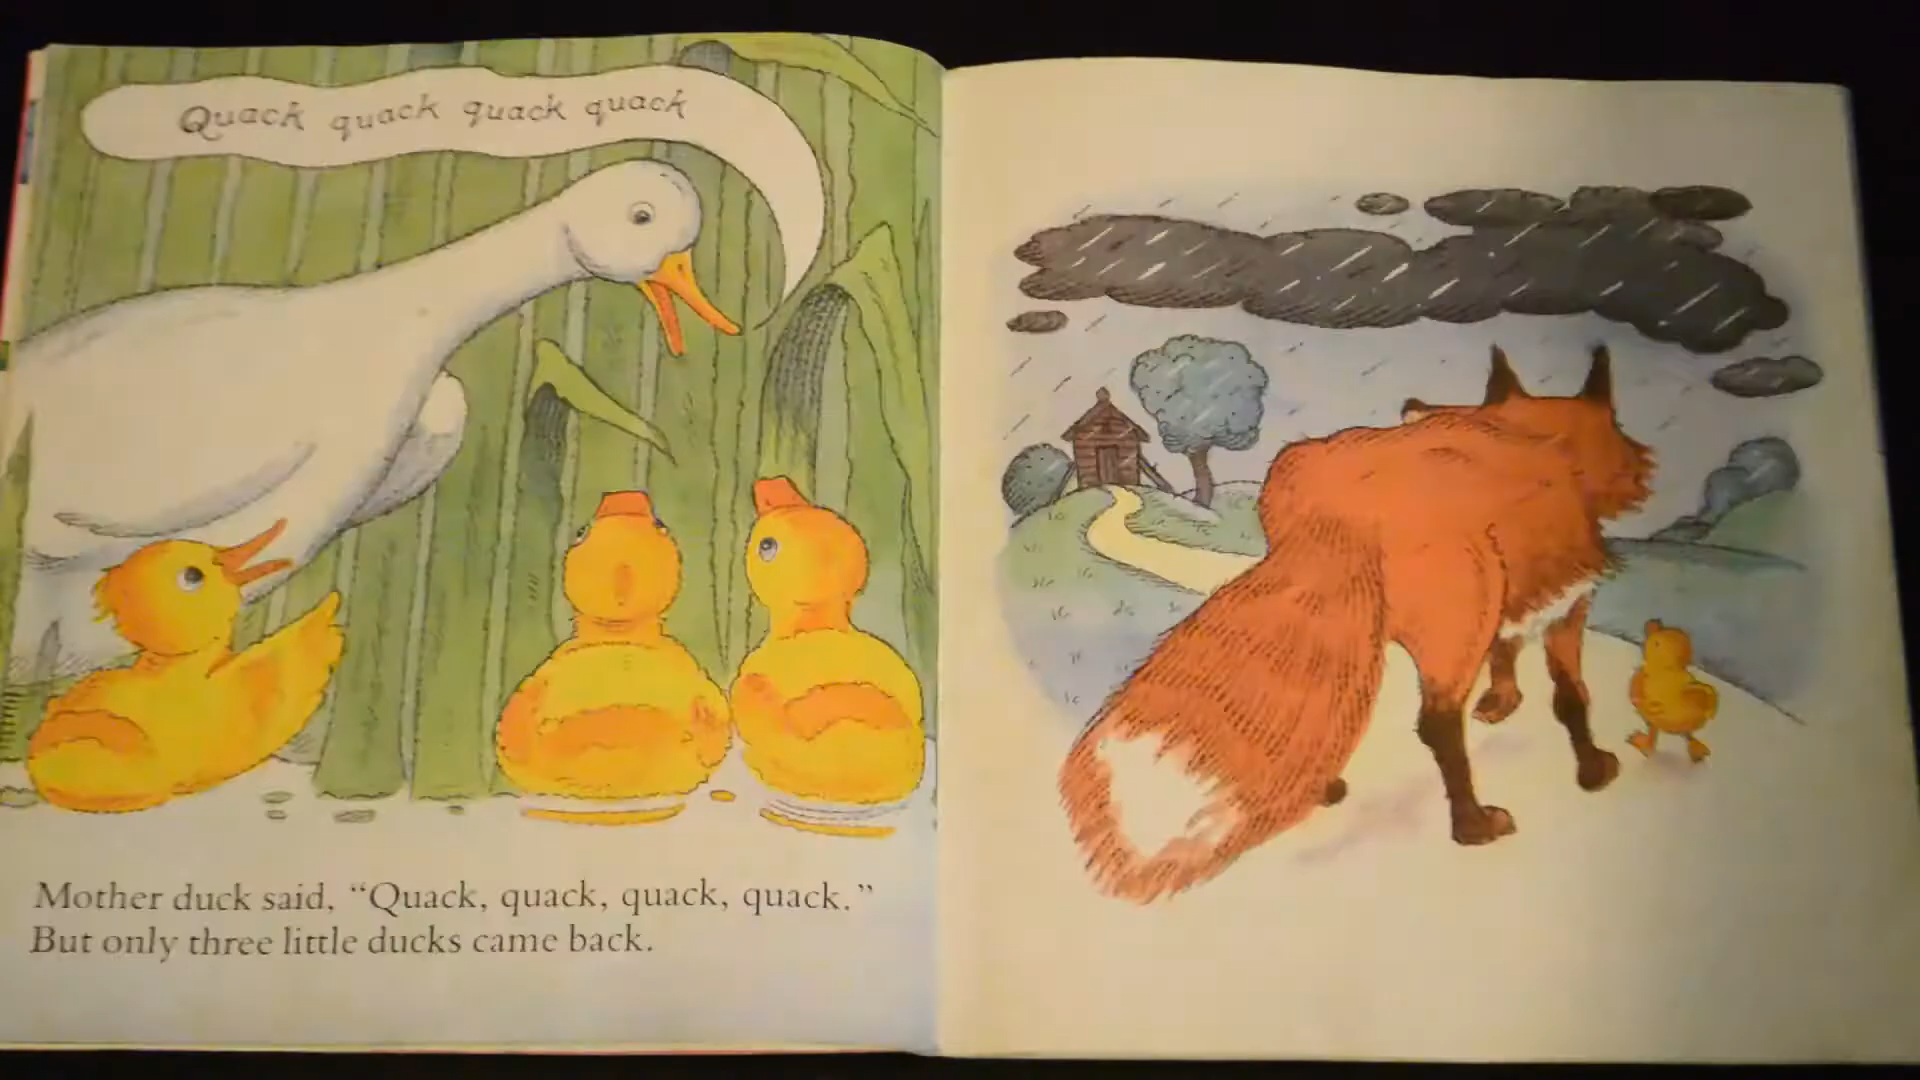 Quack quack quack quack
Mother duck said, “Quack, quack, quack, quack.”
But only three little ducks came back.